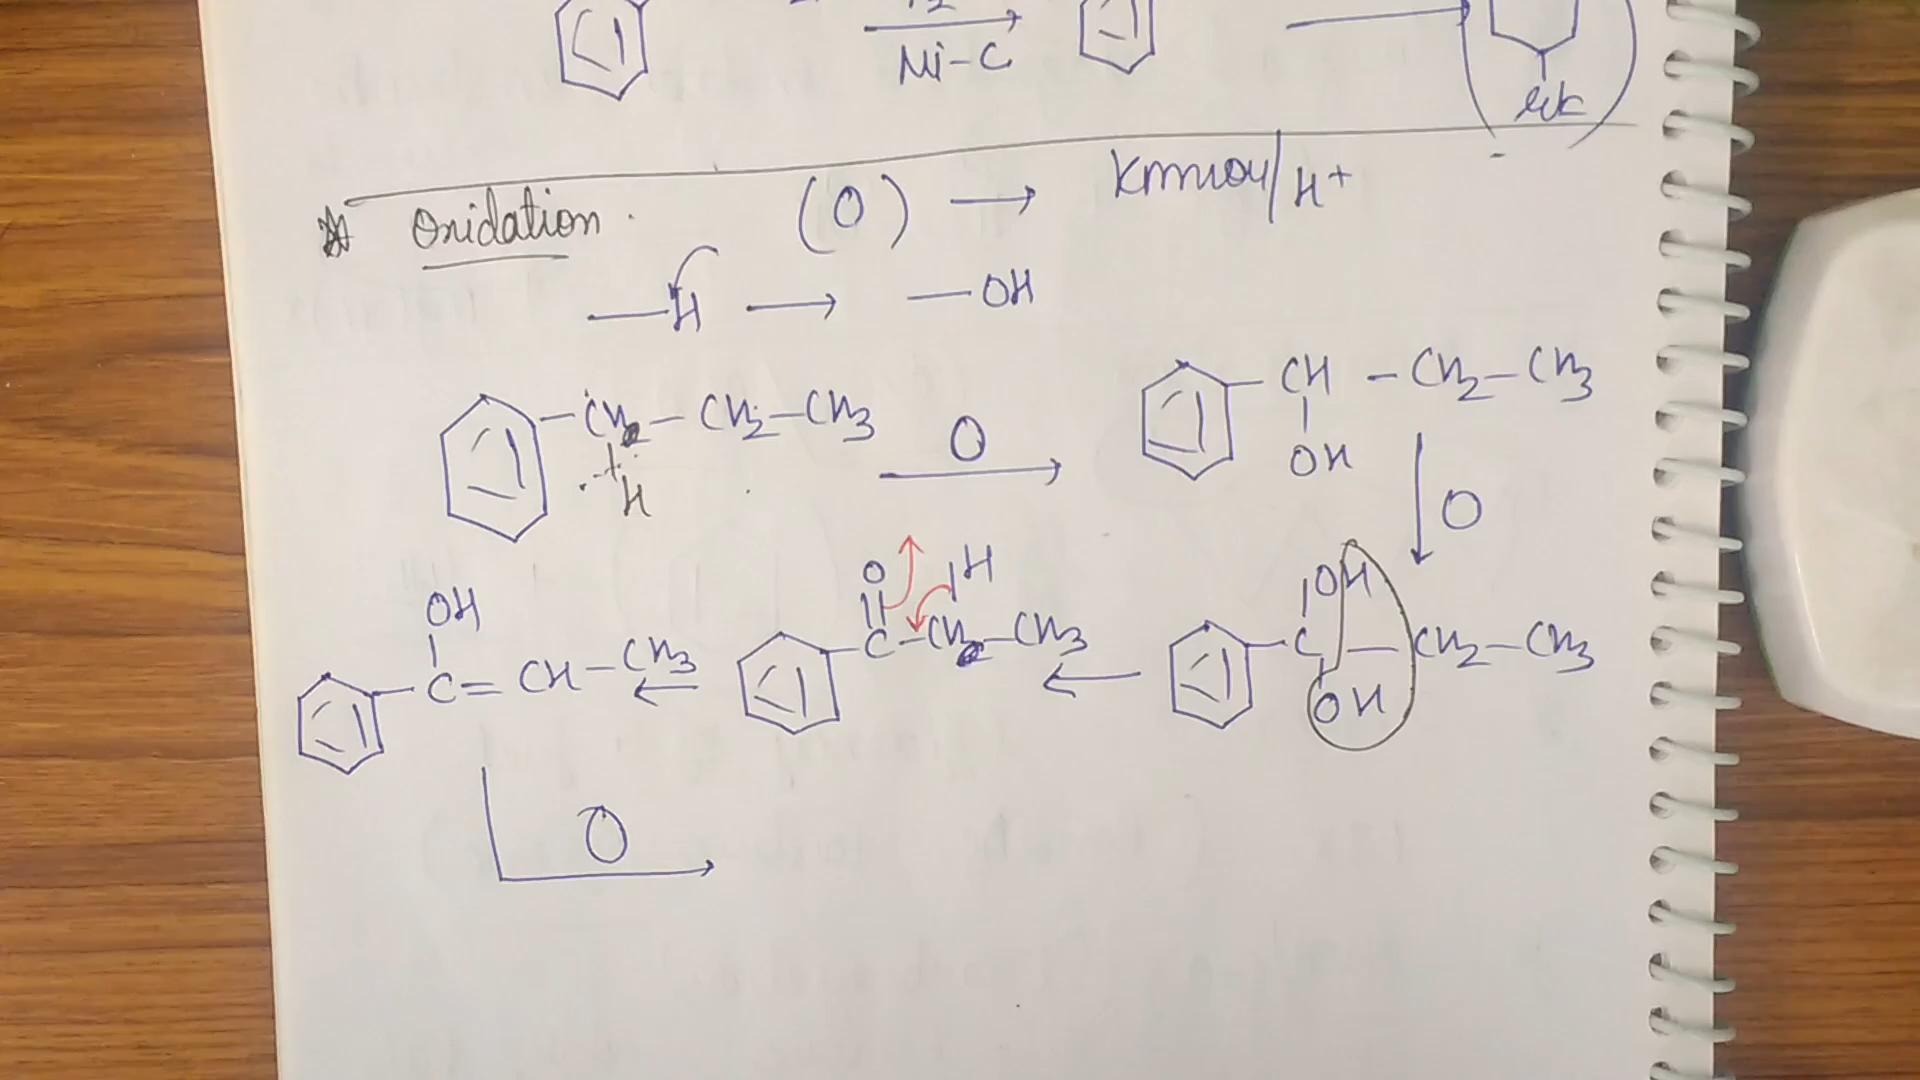 Ni-C
Oxidation. (O) → KMnO4/H+
—H → —OH
CH2 — CH2 — CH3 O CH — CH2 — CH3
H OH
O
O H OH
OH C — CH2 — CH3 C — CH2 — CH3
C = CH — CH3 OH
O